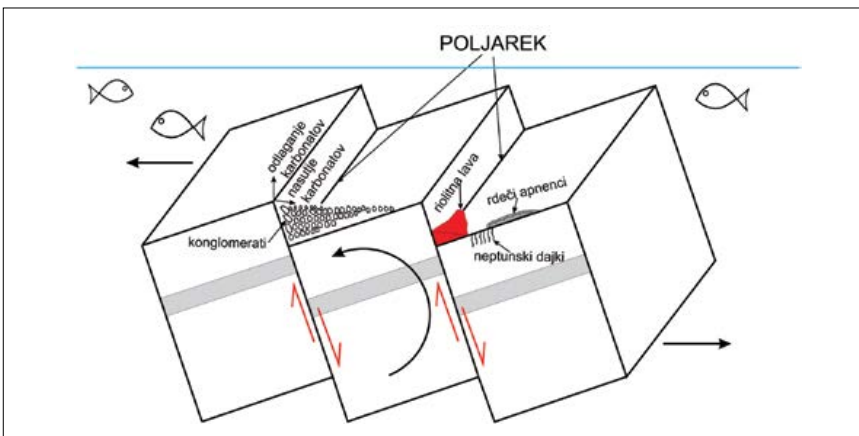 POLJAREK
odlaganje
karbonatov
nasutje
karbonatov
konglomerati
riolitna lava
rdeči apnenci
neptunski dajki